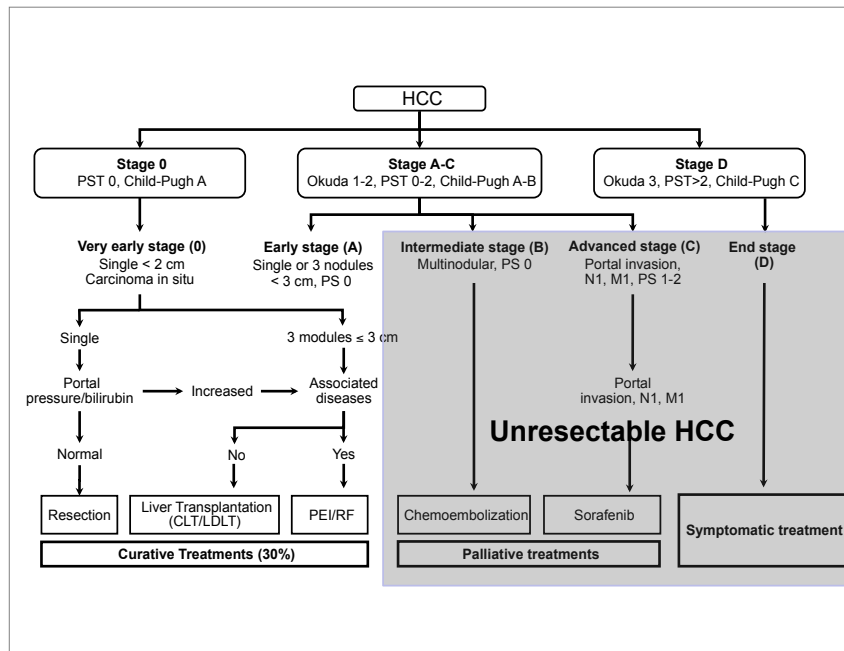 HCC
Stage 0
PST 0, Child-Pugh A
Stage A-C
Okuda 1-2, PST 0-2, Child-Pugh A-B
Stage D
Okuda 3, PST>2, Child-Pugh C
Very early stage (0)
Single < 2 cm
Carcinoma in situ
Early stage (A)
Single or 3 nodules
< 3 cm, PS 0
Intermediate stage (B)
Multinodular, PS 0
Advanced stage (C)
Portal invasion,
N1, M1, PS 1-2
End stage
(D)
Single
3 modules ≤ 3 cm
Portal
pressure/bilirubin
Increased
Associated
diseases
Portal
invasion, N1, M1
Unresectable HCC
Normal
No
Yes
Resection
Liver Transplantation
(CLT/LDLT)
PEI/RF
Chemoembolization
Sorafenib
Symptomatic treatment
Curative Treatments (30%)
Palliative treatments